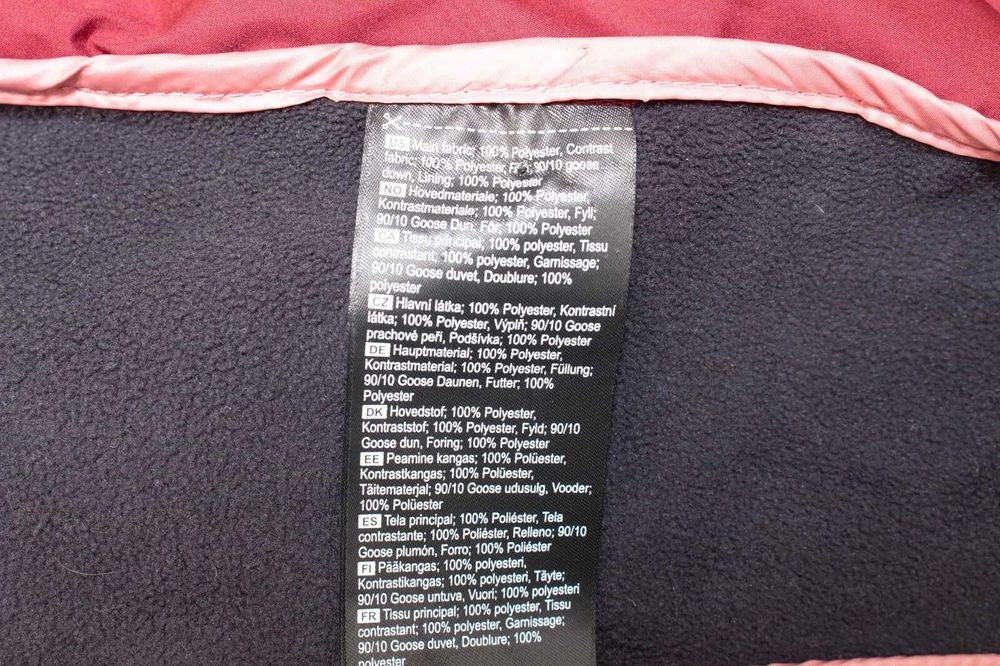 US Main fabric; 100% Polyester, Contrast
fabric; 100% Polyester, 90/10 goose
down, Lining; 100% Polyester
NO Hovedmateriale; 100% Polyester,
Kontrastmateriale; 100% Polyester, Fyll;
90/10 Goose Dun, Fôr; 100% Polyester
CA Tissu principal; 100% polyester, Tissu
contrastant; 100% polyester, Garnissage;
90/10 Goose duvet, Doublure; 100%
polyester
CZ Hlavní látka; 100% Polyester, Kontrastní
látka; 100% Polyester, Výplň; 90/10 Goose
prachové peří, Podšívka; 100% Polyester
DE Hauptmaterial; 100% Polyester,
Kontrastmaterial; 100% Polyester, Füllung;
90/10 Goose Daunen, Futter; 100%
Polyester
DK Hovedstof; 100% Polyester,
Kontraststof; 100% Polyester, Fyld; 90/10
Goose dun, Foring; 100% Polyester
EE Peamine kangas; 100% Polüester,
Kontrastkangas; 100% Polüester,
Täitematerjal; 90/10 Goose udusulg, Vooder;
100% Polüester
ES Tela principal; 100% Poliéster, Tela
contrastante; 100% Poliéster, Relleno; 90/10
Goose plumón, Forro; 100% Poliéster
FI Pääkangas; 100% polyesteri,
Kontrastikangas; 100% polyesteri, Täyte;
90/10 Goose untuva, Vuori; 100% polyesteri
FR Tissu principal; 100% polyester, Tissu
contrastant; 100% polyester, Garnissage;
90/10 Goose duvet, Doublure; 100%
polyester